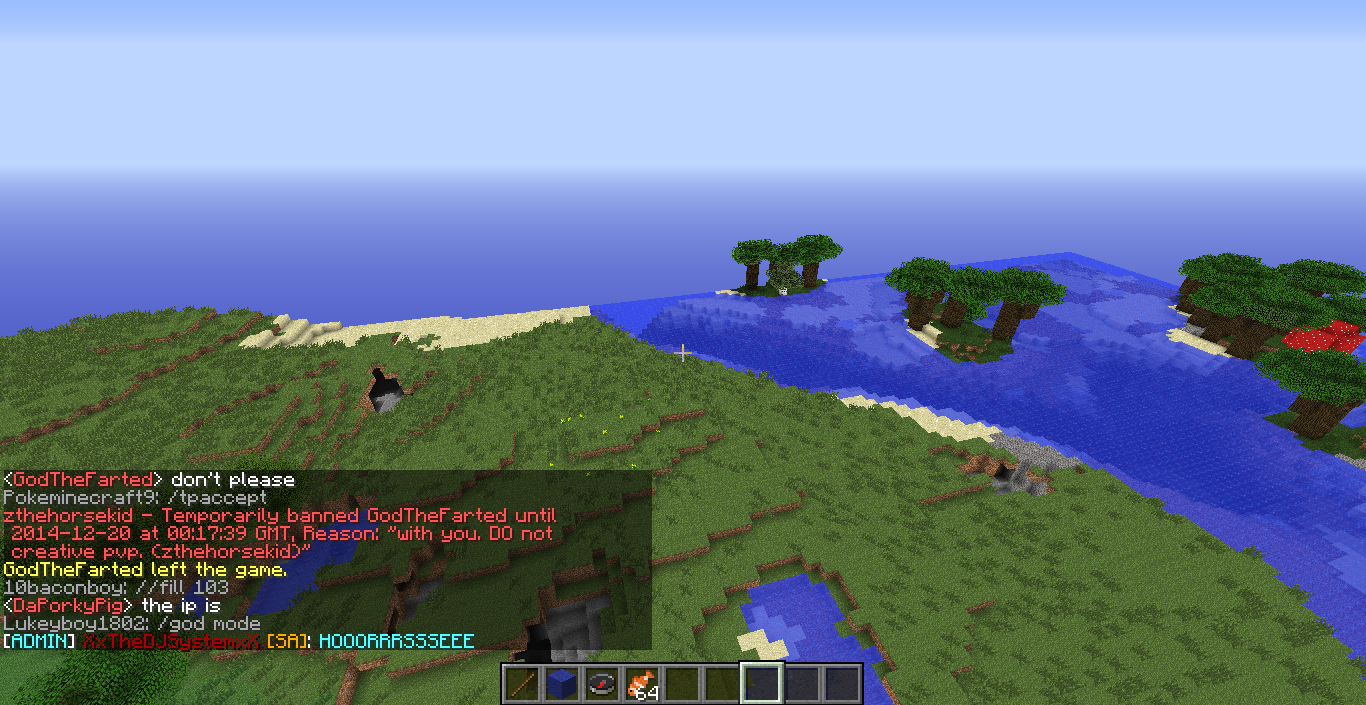 <GodTheFarted> don't please
Pokeminecraft9: /tpaccept
zthehorsekid - Temporarily banned GodTheFarted until
2014-12-20 at 00:17:39 GMT, Reason: "with you. DO not
creative pvp. (zthehorsekid)"
GodTheFarted left the game.
10baconboy: //fill 103
<DaPorkyPig> the ip is
Lukeyboy1802: /god mode
[ADMIN] XxTheDJSystemxX [SA]: HOOORRRSSSEEE
64